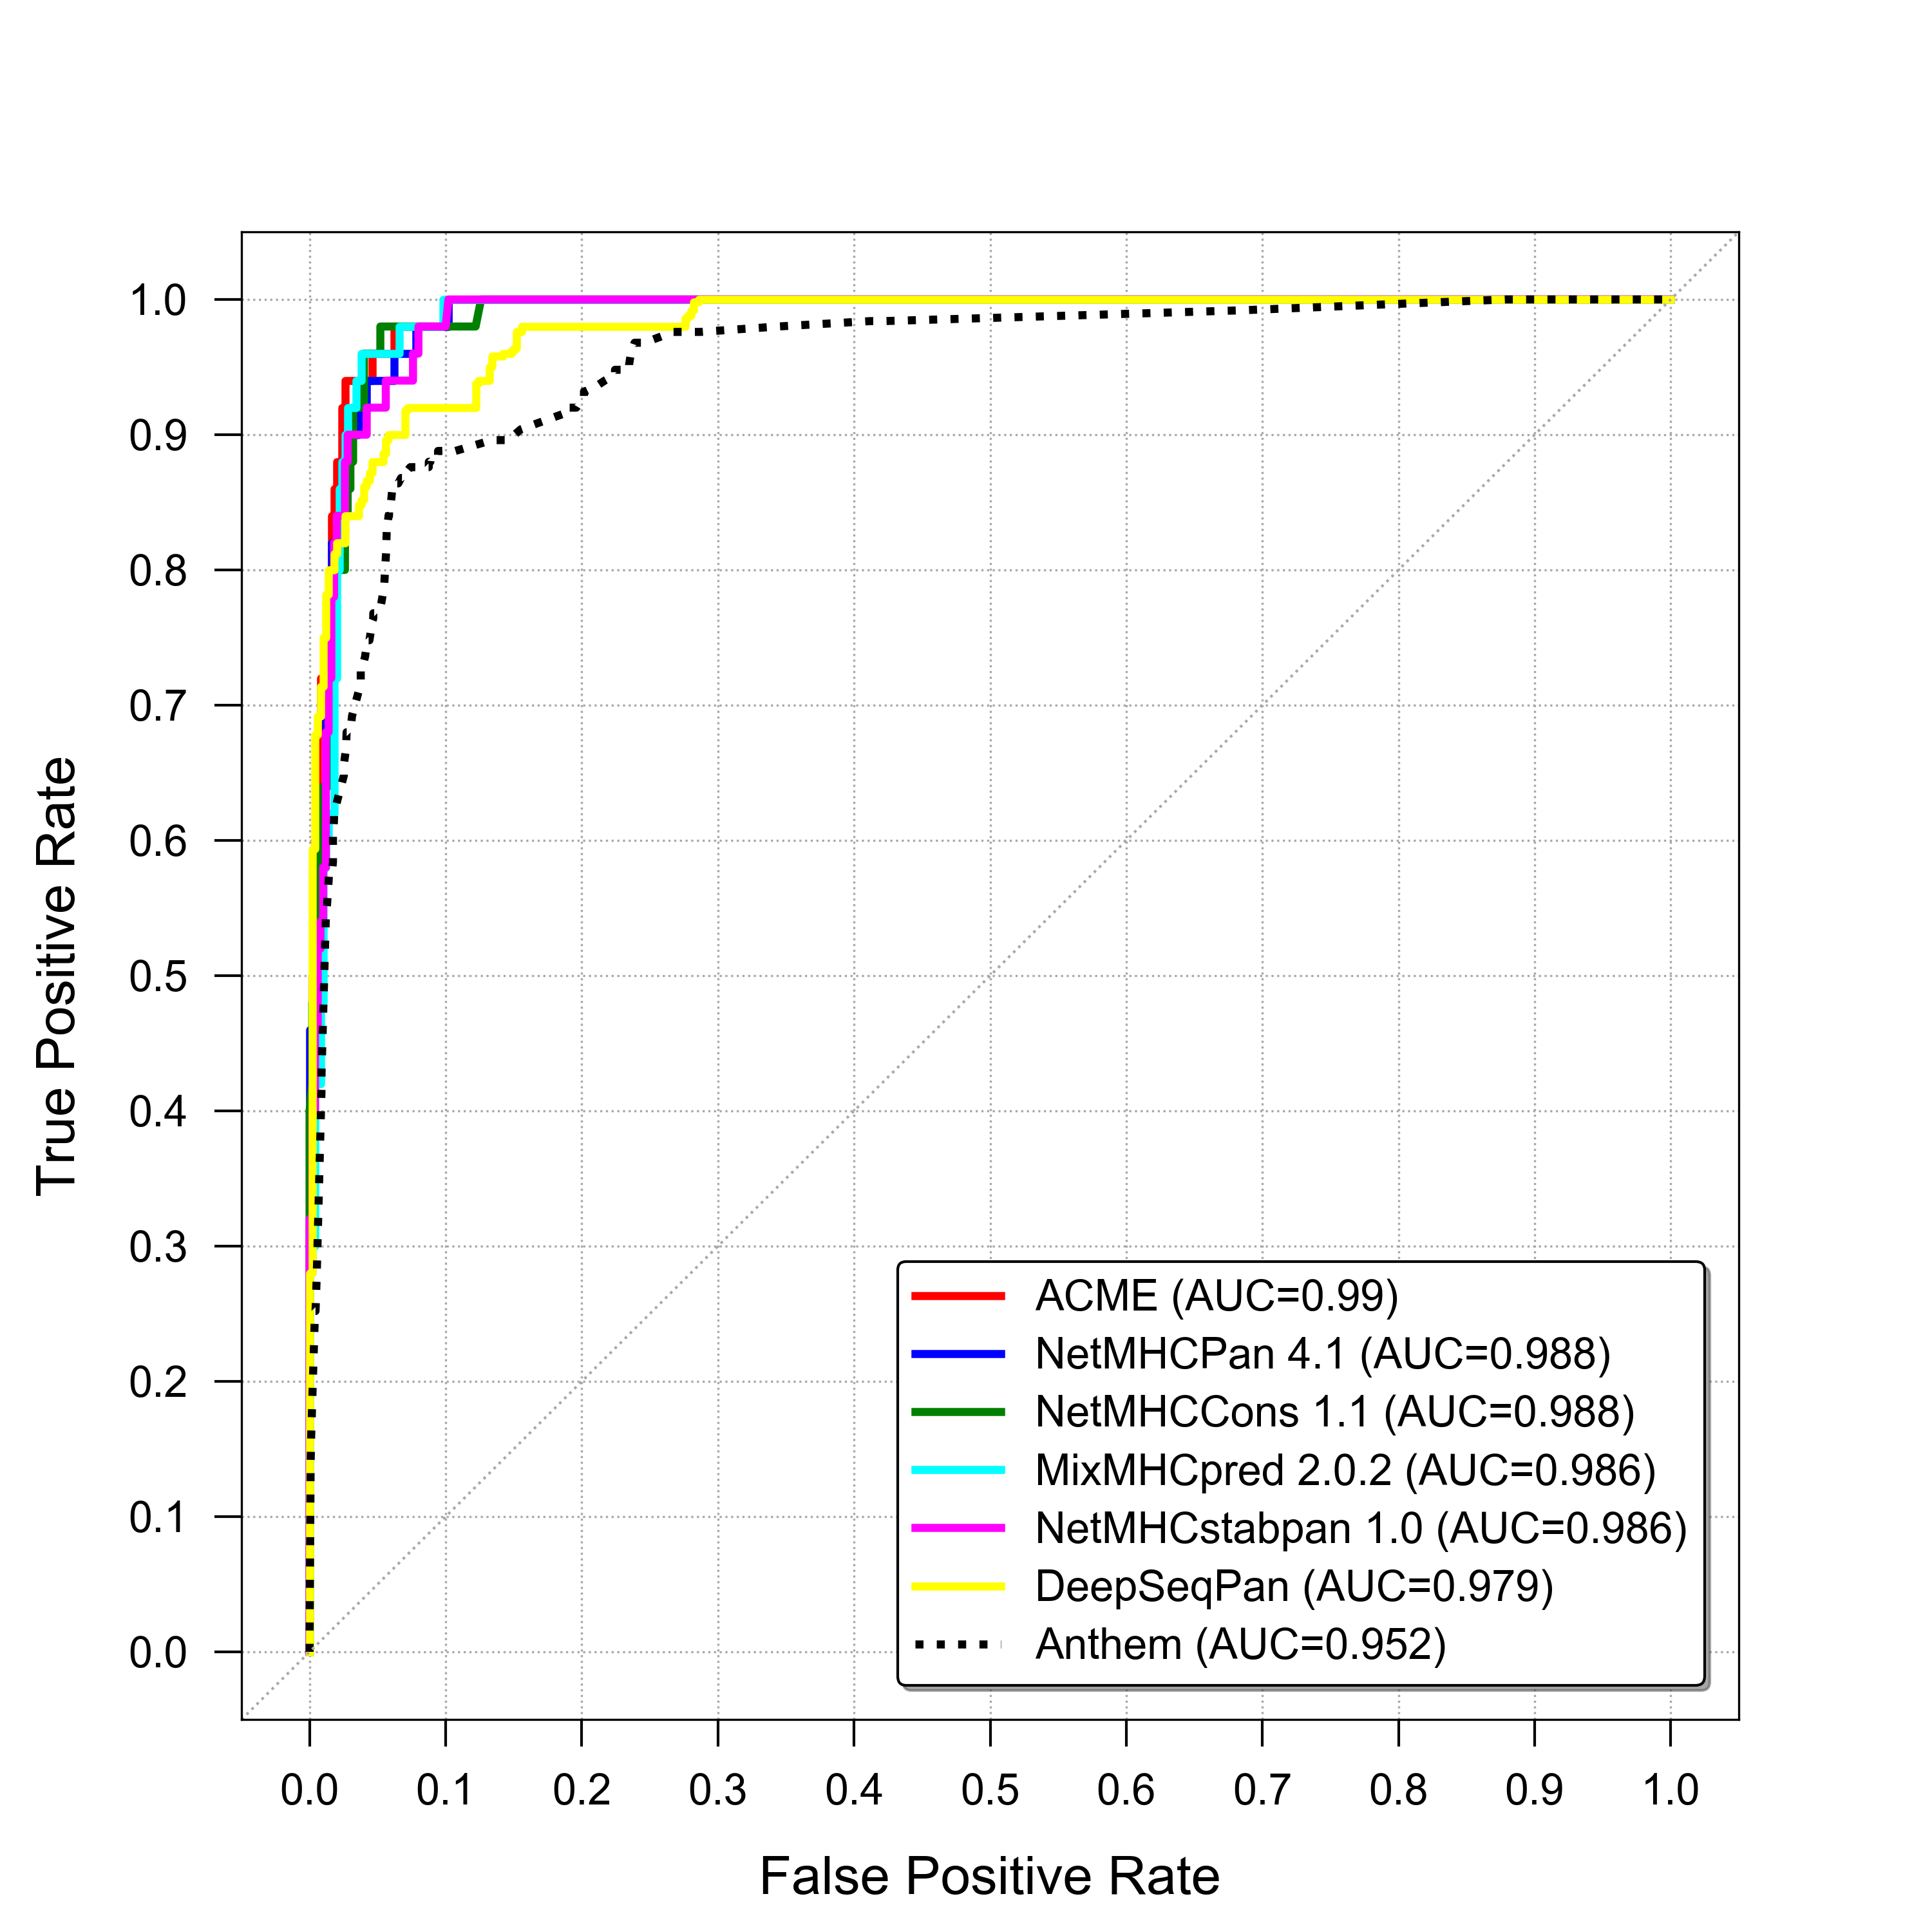 1.0
0.9
0.8
0.7
0.6
0.5
0.4
0.3
0.2
0.1
0.0
True Positive Rate
ACME (AUC=0.99)
NetMHCPan 4.1 (AUC=0.988)
NetMHCCons 1.1 (AUC=0.988)
MixMHCpred 2.0.2 (AUC=0.986)
NetMHCstabpan 1.0 (AUC=0.986)
DeepSeqPan (AUC=0.979)
Anthem (AUC=0.952)
0.0 0.1 0.2 0.3 0.4 0.5 0.6 0.7 0.8 0.9 1.0
False Positive Rate